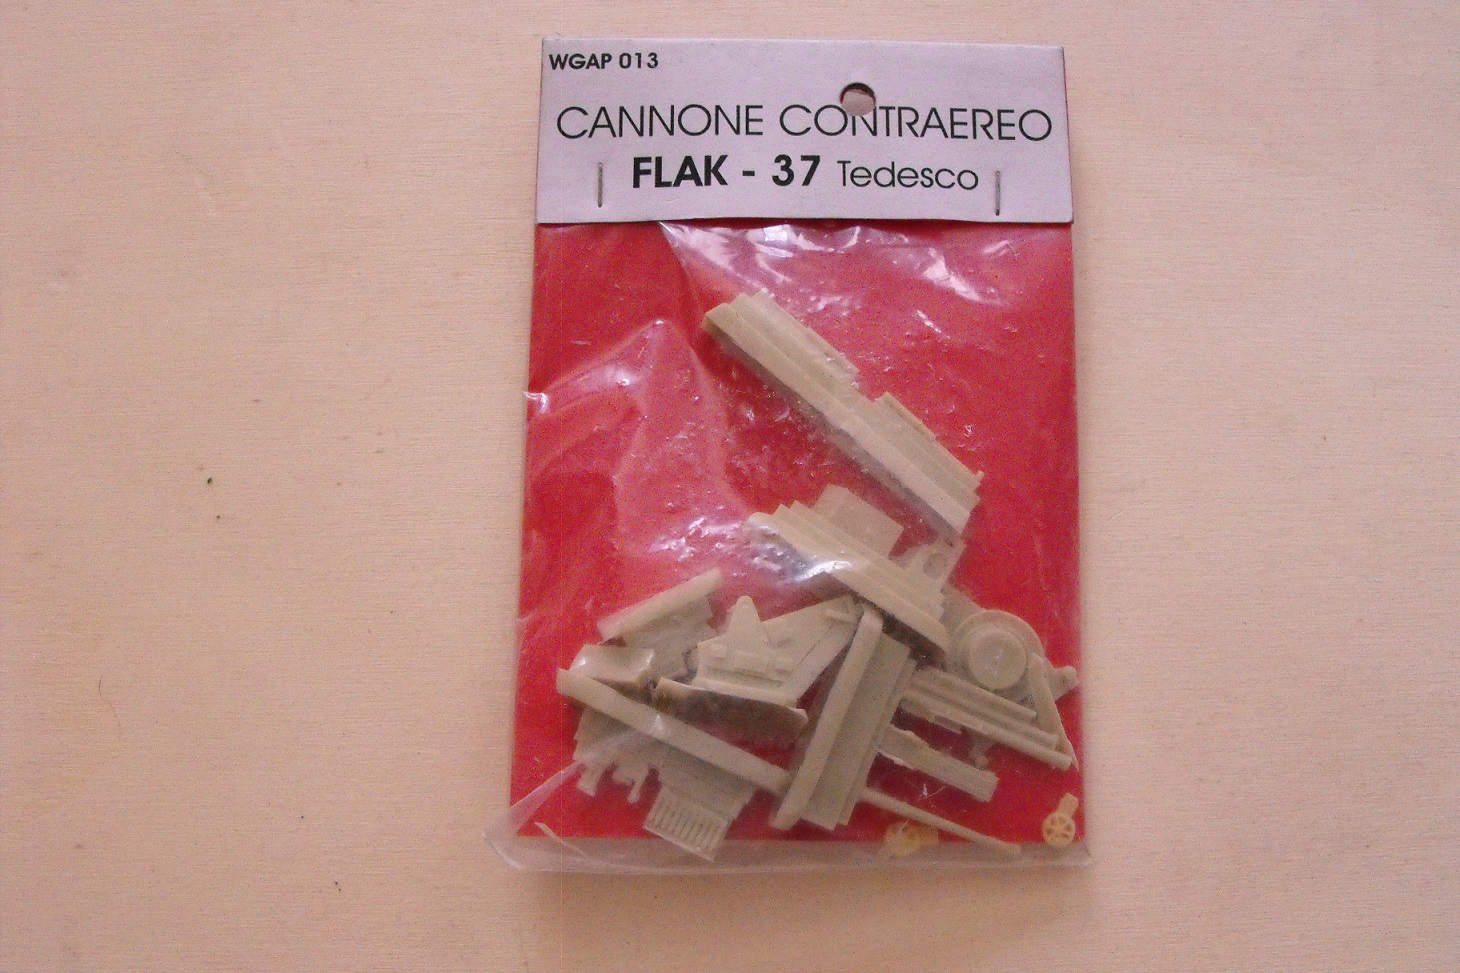 WGAP 013
CANNONE CONTRAEREO
FLAK - 37 Tedesco